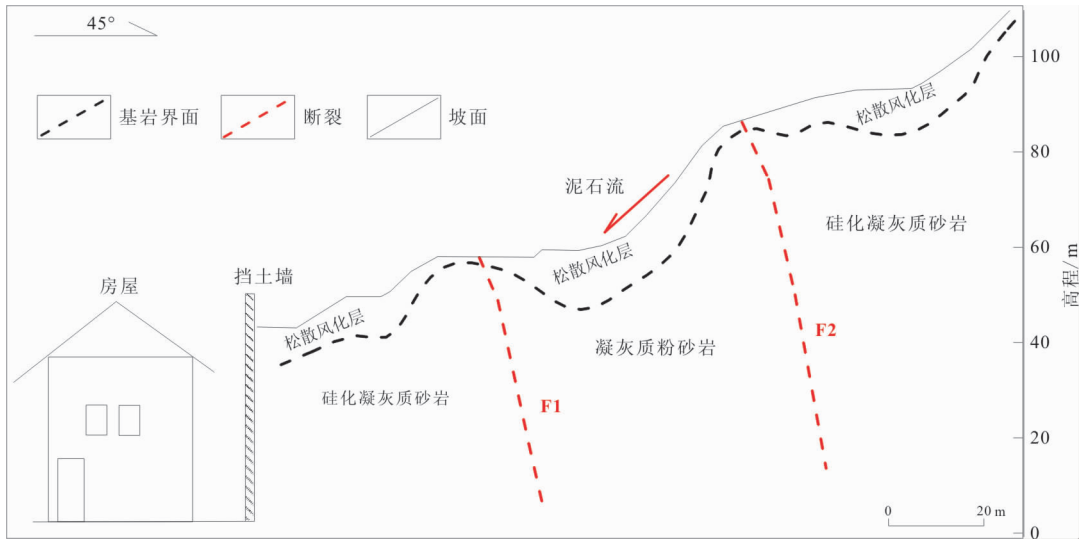 45°
基岩界面
断裂
坡面
松散风化层
泥石流
硅化凝灰质砂岩
松散风化层
挡土墙
房屋
松散风化层
凝灰质粉砂岩
F2
硅化凝灰质砂岩
F1
100
80
60
40
20
0
高程/m
0 20 m